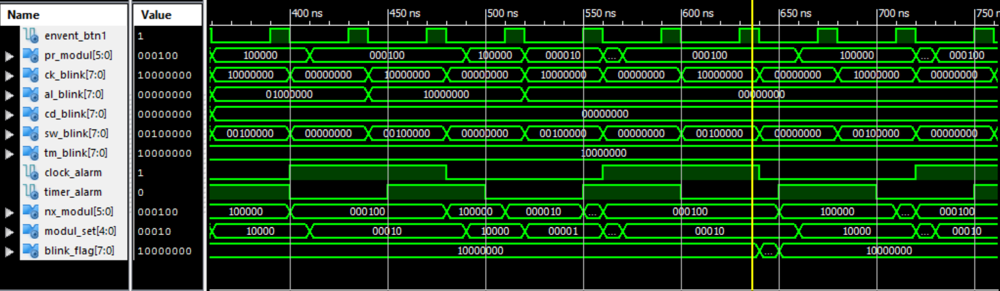 Name Value 400 ns 450 ns 500 ns 550 ns 600 ns 650 ns 700 ns 750 n
envent_btn1 1
pr_modul[5:0] 000100 100000 000100 100000 000010 ... 000100 100000 ... 000100
ck_blink[7:0] 10000000 10000000 00000000 10000000 00000000 10000000 00000000 10000000 00000000 10000000 00000000
al_blink[7:0] 00000000 01000000 10000000 00000000
cd_blink[7:0] 00000000 00000000
sw_blink[7:0] 00100000 00100000 00000000 00100000 00000000 00100000 00000000 00100000 00000000 00100000 00000000
tm_blink[7:0] 10000000 10000000
clock_alarm 1
timer_alarm 0
nx_modul[5:0] 000100 100000 000100 100000 000010 ... 000100 100000 ... 000100
modul_set[4:0] 00010 10000 00010 10000 00001 ... 00010 10000 ... 00010
blink_flag[7:0] 10000000 10000000 ... 10000000